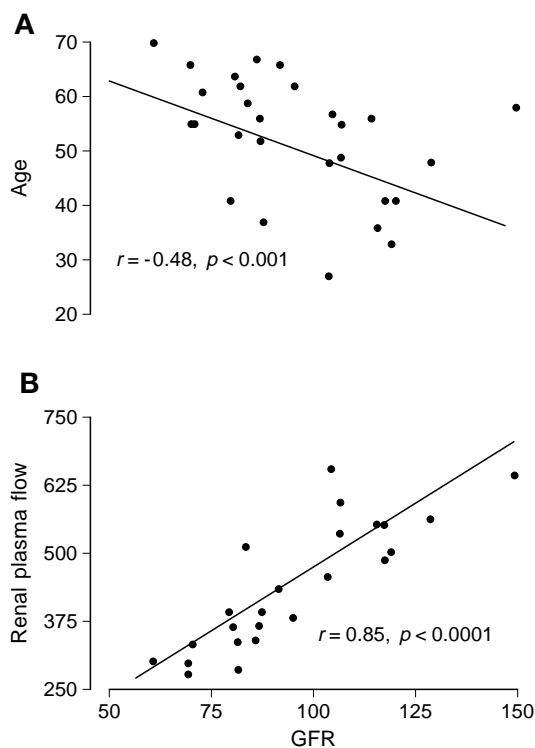 A
70
60
50
40
30
20
Age
r = -0.48, p < 0.001
B
750
625
500
375
250
Renal plasma flow
r = 0.85, p < 0.0001
50 75 100 125 150
GFR